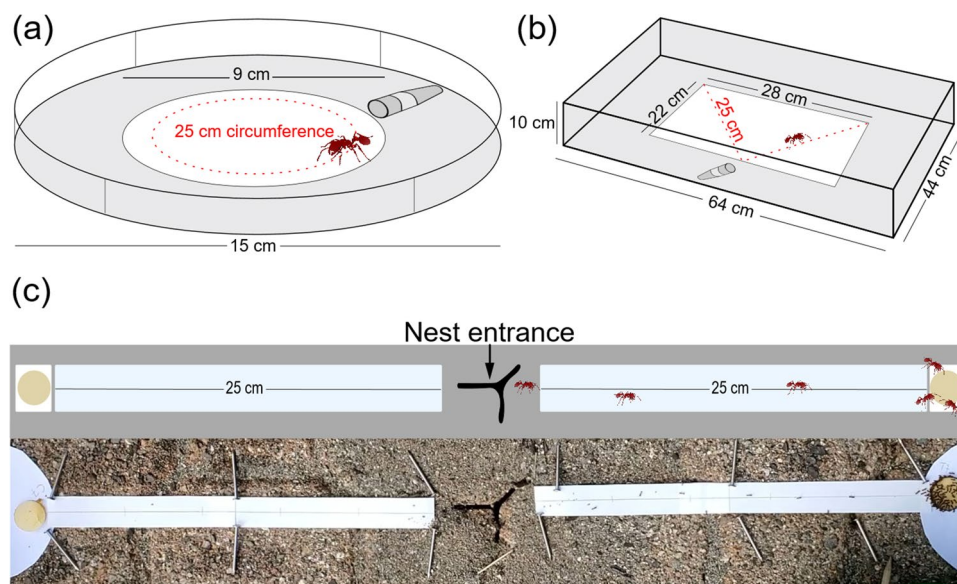 (a)
9 cm
25 cm circumference
15 cm
(b)
28 cm
22 cm
25 cm
10 cm
44 cm
64 cm
(c)
Nest entrance
25 cm
25 cm